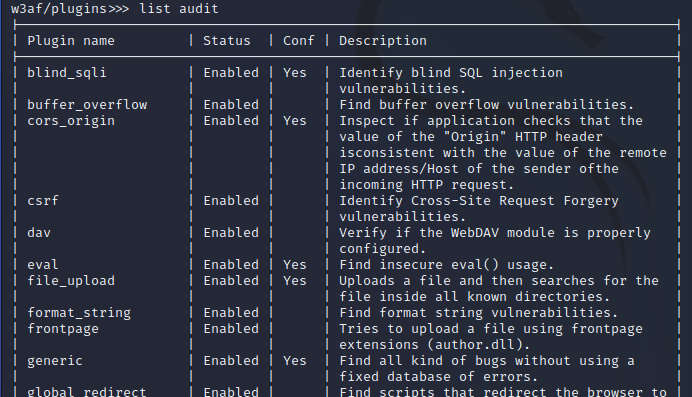 w3af/plugins>>> list audit
| Plugin name | Status | Conf | Description |
| blind_sqli | Enabled | Yes | Identify blind SQL injection |
| | | | vulnerabilities. |
| buffer_overflow | Enabled | | Find buffer overflow vulnerabilities. |
| cors_origin | Enabled | Yes | Inspect if application checks that the |
| | | | value of the "Origin" HTTP header |
| | | | isconsistent with the value of the remote |
| | | | IP address/Host of the sender ofthe |
| | | | incoming HTTP request. |
| csrf | Enabled | | Identify Cross-Site Request Forgery |
| | | | vulnerabilities. |
| dav | Enabled | | Verify if the WebDAV module is properly |
| | | | configured. |
| eval | Enabled | Yes | Find insecure eval() usage. |
| file_upload | Enabled | Yes | Uploads a file and then searches for the |
| | | | file inside all known directories. |
| format_string | Enabled | | Find format string vulnerabilities. |
| frontpage | Enabled | | Tries to upload a file using frontpage |
| | | | extensions (author.dll). |
| generic | Enabled | Yes | Find all kind of bugs without using a |
| | | | fixed database of errors. |
| global_redirect | Enabled | | Find scripts that redirect the browser to |